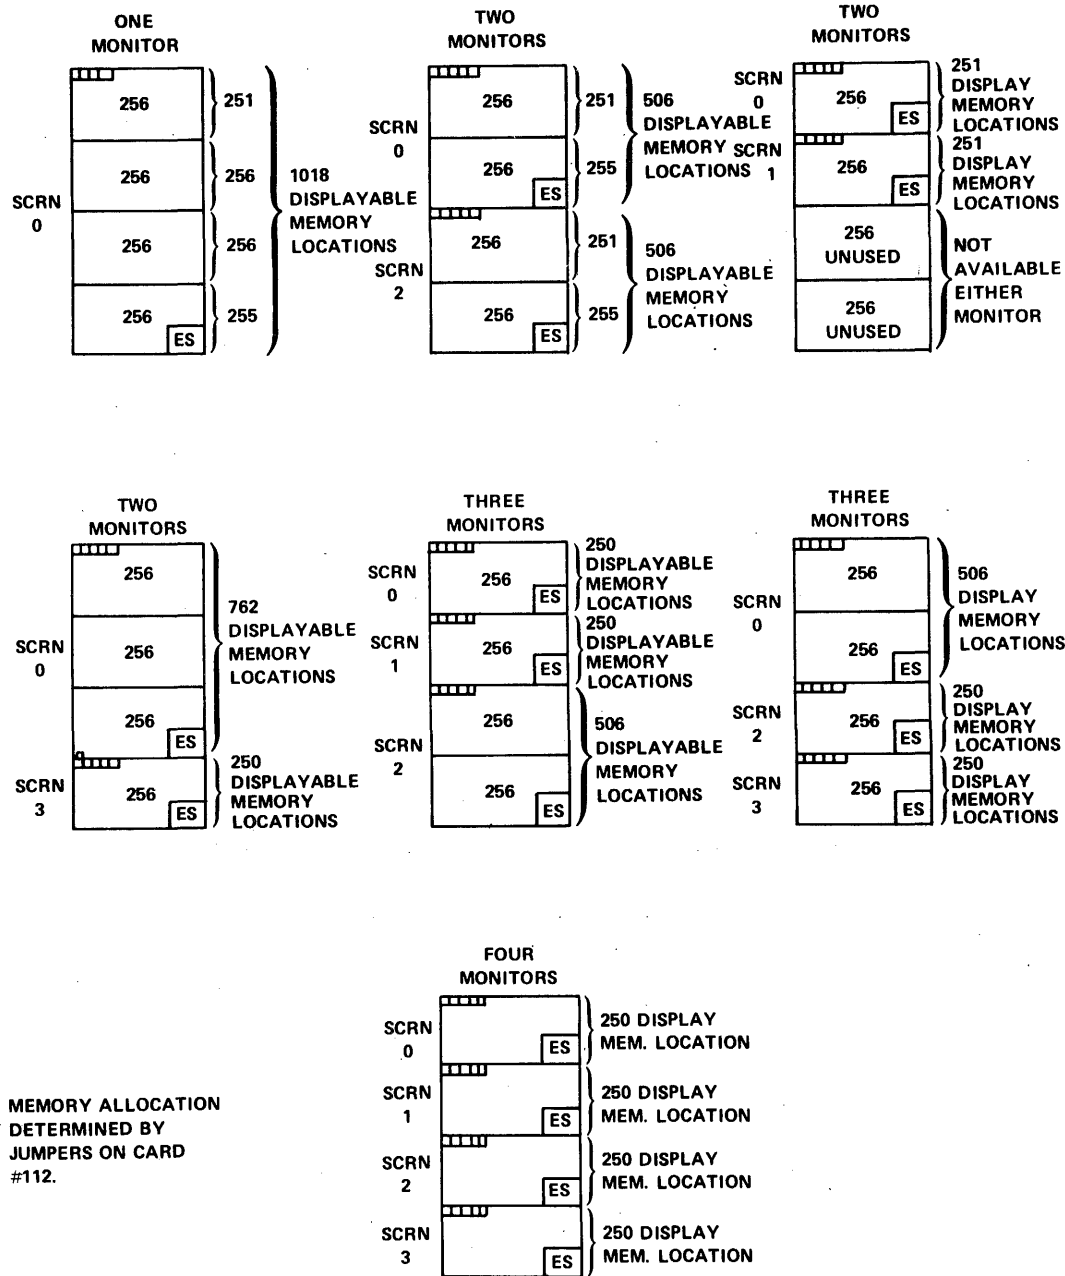 ONE
MONITOR
SCRN
0
256
256
256
256
ES
251
256
256
255
1018
DISPLAYABLE
MEMORY
LOCATIONS
TWO
MONITORS
SCRN
0
SCRN
2
256
256
ES
256
256
ES
251
255
251
255
506
DISPLAYABLE
MEMORY
LOCATIONS
506
DISPLAYABLE
MEMORY
LOCATIONS
TWO
MONITORS
SCRN
0
SCRN
1
256
ES
256
ES
256
UNUSED
256
UNUSED
251
DISPLAY
MEMORY
LOCATIONS
251
DISPLAY
MEMORY
LOCATIONS
NOT
AVAILABLE
EITHER
MONITOR
TWO
MONITORS
SCRN
0
SCRN
3
256
256
256
ES
256
ES
762
DISPLAYABLE
MEMORY
LOCATIONS
250
DISPLAYABLE
MEMORY
LOCATIONS
THREE
MONITORS
SCRN
0
SCRN
1
SCRN
2
256
ES
256
ES
256
256
ES
250
DISPLAYABLE
MEMORY
LOCATIONS
250
DISPLAYABLE
MEMORY
LOCATIONS
506
DISPLAYABLE
MEMORY
LOCATIONS
THREE
MONITORS
SCRN
0
SCRN
2
SCRN
3
256
256
256
ES
256
ES
506
DISPLAY
MEMORY
LOCATIONS
250
DISPLAY
MEMORY
LOCATIONS
250
DISPLAY
MEMORY
LOCATIONS
FOUR
MONITORS
SCRN
0
ES
250 DISPLAY
MEM. LOCATION
SCRN
1
ES
250 DISPLAY
MEM. LOCATION
SCRN
2
ES
250 DISPLAY
MEM. LOCATION
SCRN
3
ES
250 DISPLAY
MEM. LOCATION
MEMORY ALLOCATION
DETERMINED BY
JUMPERS ON CARD
#112.